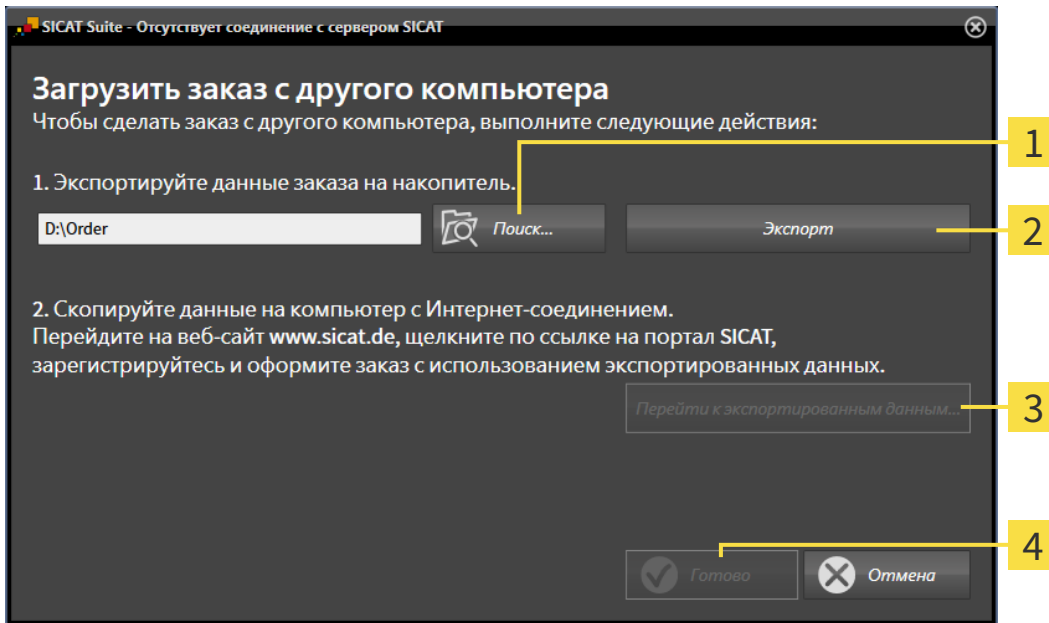 SICAT Suite - Отсутствует соединение с сервером SICAT
Загрузить заказ с другого компьютера
Чтобы сделать заказ с другого компьютера, выполните следующие действия:
1
1. Экспортируйте данные заказа на накопитель.
D:\Order
Поиск...
Экспорт
2
2. Скопируйте данные на компьютер с Интернет-соединением.
Перейдите на веб-сайт www.sicat.de, щелкните по ссылке на портал SICAT,
зарегистрируйтесь и оформите заказ с использованием экспортированных данных.
Перейти к экспортированным данным...
3
4
Готово
Отмена